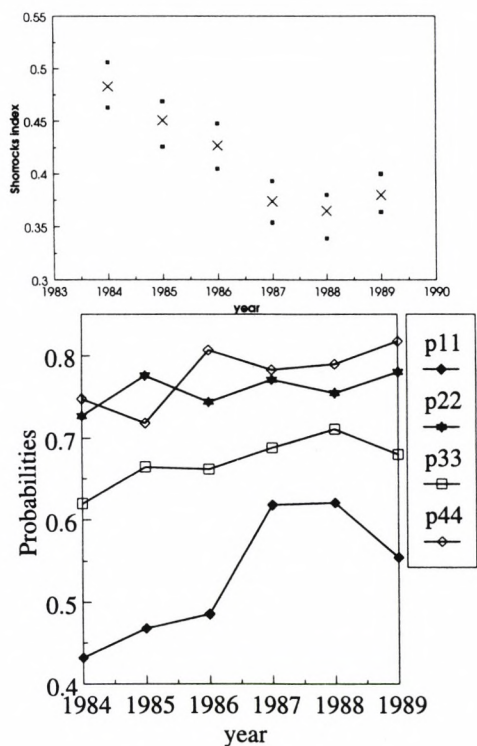 0.55
0.5
0.45
0.4
0.35
0.3
Shorrocks index
1983 1984 1985 1986 1987 1988 1989 1990
year
0.8
0.7
0.6
0.5
0.4
Probabilities
1984 1985 1986 1987 1988 1989
year
p11
p22
p33
p44